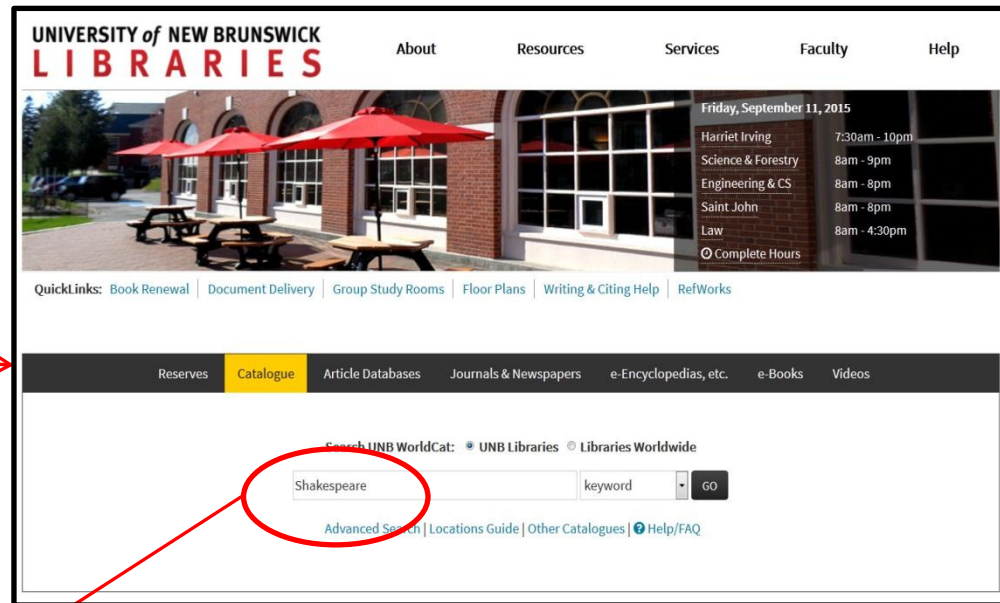 UNIVERSITY of NEW BRUNSWICK
LIBRARIES
About Resources Services Faculty Help
Friday, September 11, 2015
Harriet Irving 7:30am - 10pm
Science & Forestry 8am - 9pm
Engineering & CS 8am - 8pm
Saint John 8am - 8pm
Law 8am - 4:30pm
Complete Hours
QuickLinks: Book Renewal | Document Delivery | Group Study Rooms | Floor Plans | Writing & Citing Help | RefWorks
Reserves Catalogue Article Databases Journals & Newspapers e-Encyclopedias, etc. e-Books Videos
Search UNB WorldCat: UNB Libraries Libraries Worldwide
Shakespeare keyword GO
Advanced Search | Locations Guide | Other Catalogues | ? Help/FAQ